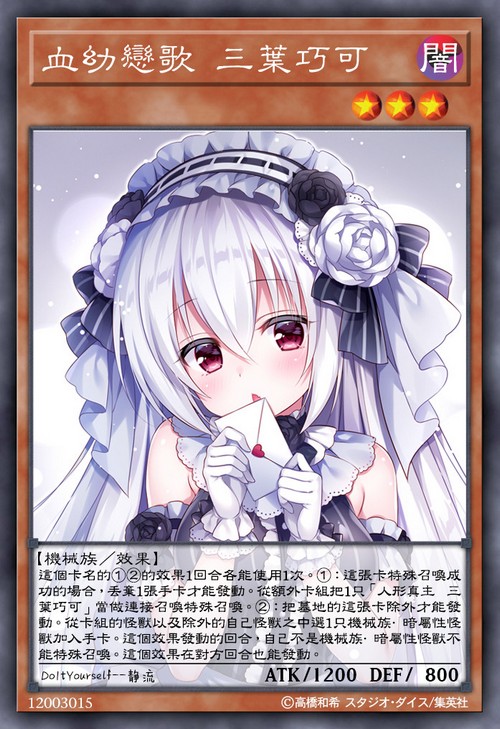 血幼戀歌 三葉巧可
闇
【機械族／效果】
這個卡名的①②的效果1回合各能使用1次。①：這張卡特殊召喚成
功的場合，丟棄1張手卡才能發動。從額外卡組把1只「人形真主 三
葉巧可」當做連接召喚特殊召喚。②：把墓地的這張卡除外才能發
動。從卡組的怪獸以及除外的自己怪獸之中選1只機械族·暗屬性怪
獸加入手卡。這個效果發動的回合，自己不是機械族·暗屬性怪獸不
能特殊召喚。這個效果在對方回合也能發動。
DoItYourself--靜流
ATK/1200 DEF/ 800
12003015
©高橋和希 スタジオ・ダイス/集英社